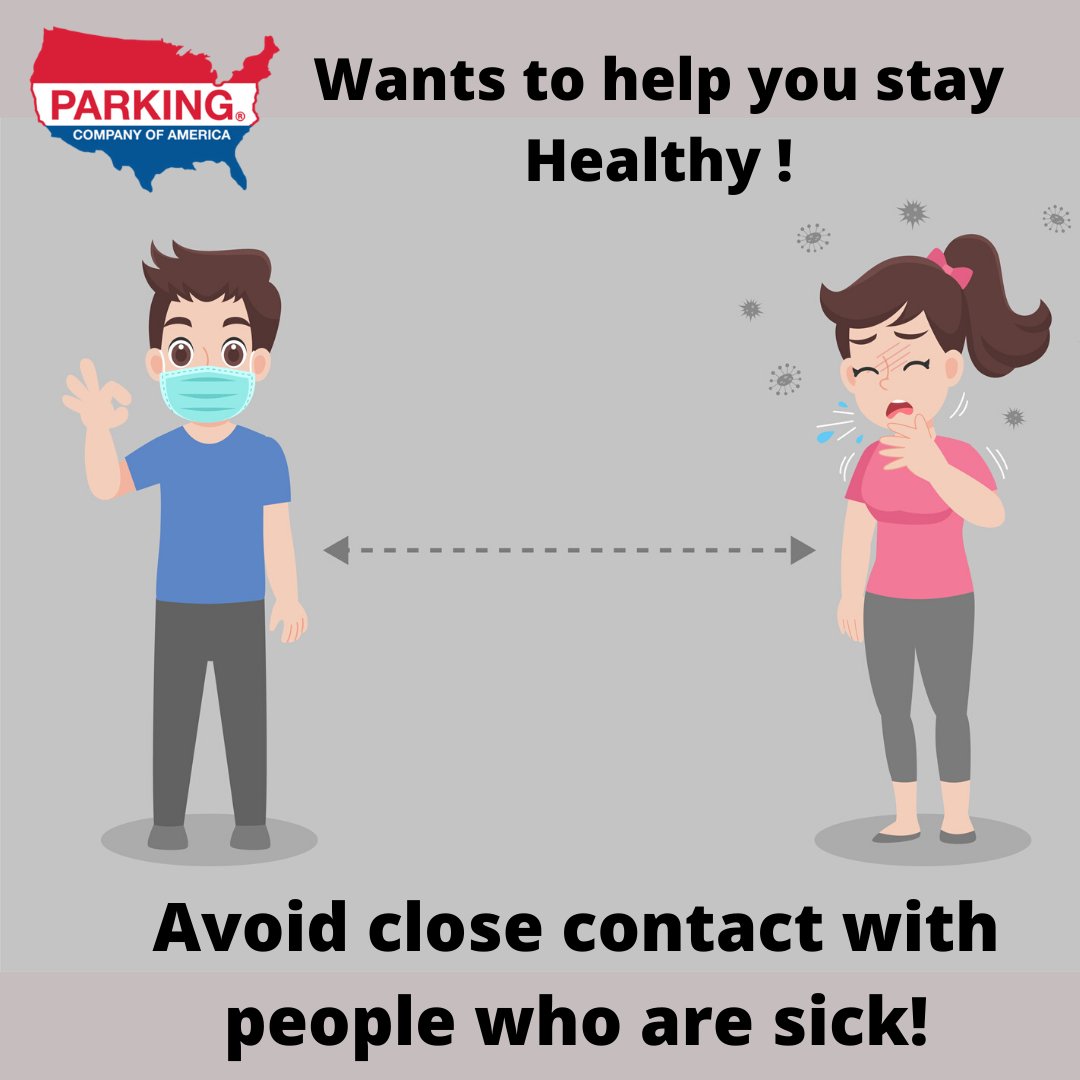 PARKING®
COMPANY OF AMERICA
Wants to help you stay
Healthy !
Avoid close contact with
people who are sick!